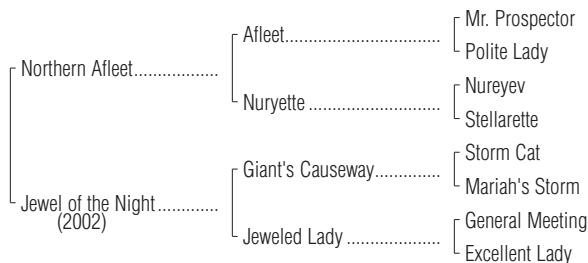 Mr. Prospector
Afleet
Polite Lady
Northern Afleet
Nureyev
Nuryette
Stellarette
Storm Cat
Giant's Causeway
Mariah's Storm
Jewel of the Night
(2002)
General Meeting
Jeweled Lady
Excellent Lady